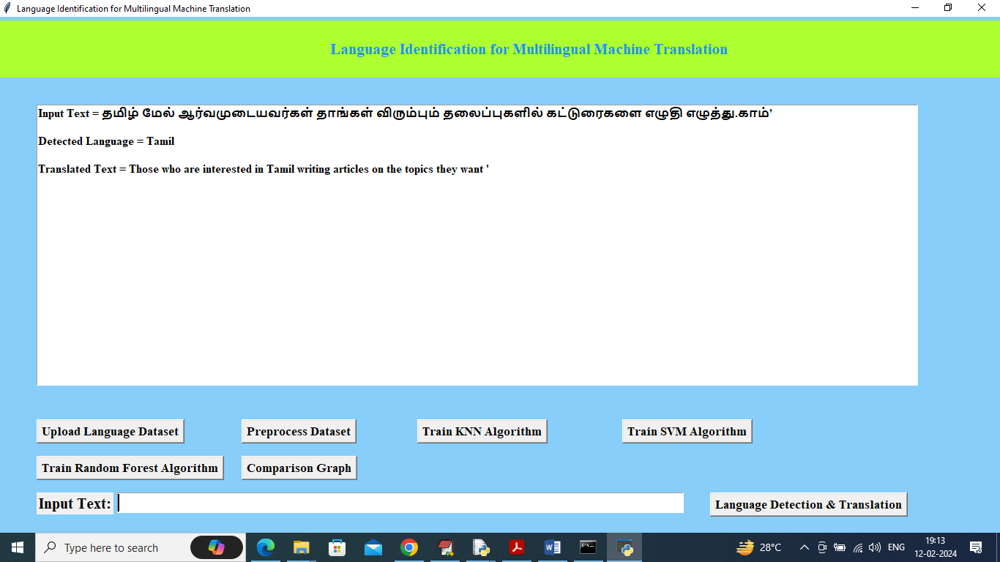 Language Identification for Multilingual Machine Translation
Language Identification for Multilingual Machine Translation
Input Text = தமிழ் மேல் ஆர்வமுடையவர்கள் தாங்கள் விரும்பும் தலைப்புகளில் கட்டுரைகளை எழுதி எழுத்து.காம்'
Detected Language = Tamil
Translated Text = Those who are interested in Tamil writing articles on the topics they want '
Upload Language Dataset Preprocess Dataset Train KNN Algorithm Train SVM Algorithm
Train Random Forest Algorithm Comparison Graph
Input Text: Language Detection & Translation
Type here to search 28°C ENG 19:13
12-02-2024